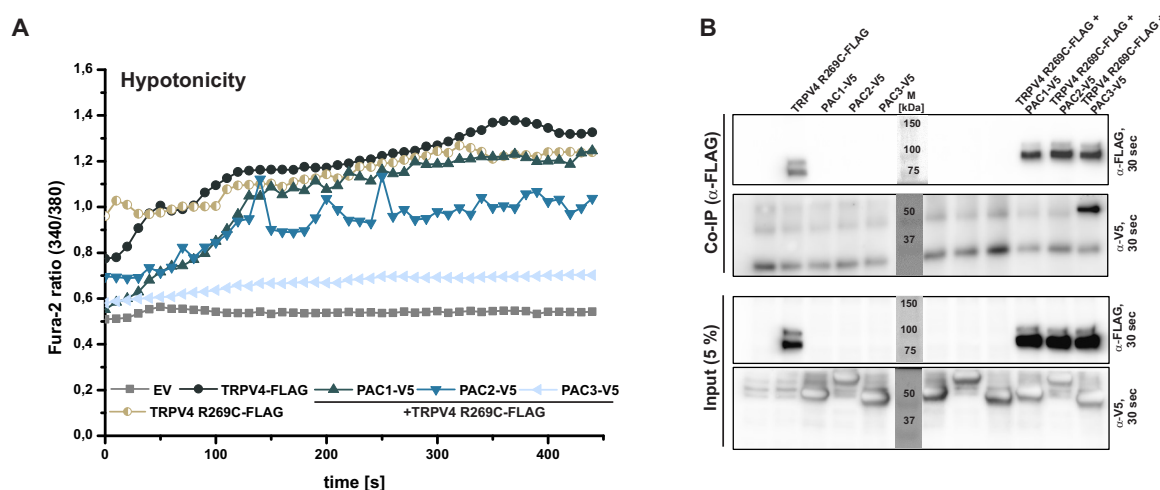 A
Hypotonicity
Fura-2 ratio (340/380)
1,6
1,4
1,2
1,0
0,8
0,6
0,4
0,2
0,0
EV
TRPV4-FLAG
PAC1-V5
PAC2-V5
PAC3-V5
TRPV4 R269C-FLAG
+TRPV4 R269C-FLAG
0
100
200
300
400
time [s]
B
TRPV4 R269C-FLAG
PAC1-V5
PAC2-V5
PAC3-V5
M
[kDa]
TRPV4 R269C-FLAG +
PAC1-V5
TRPV4 R269C-FLAG +
PAC2-V5
TRPV4 R269C-FLAG +
PAC3-V5
Co-IP (α-FLAG)
150
100
75
α-FLAG,
30 sec
50
37
α-V5,
30 sec
Input (5 %)
150
100
75
α-FLAG,
30 sec
50
37
α-V5,
30 sec